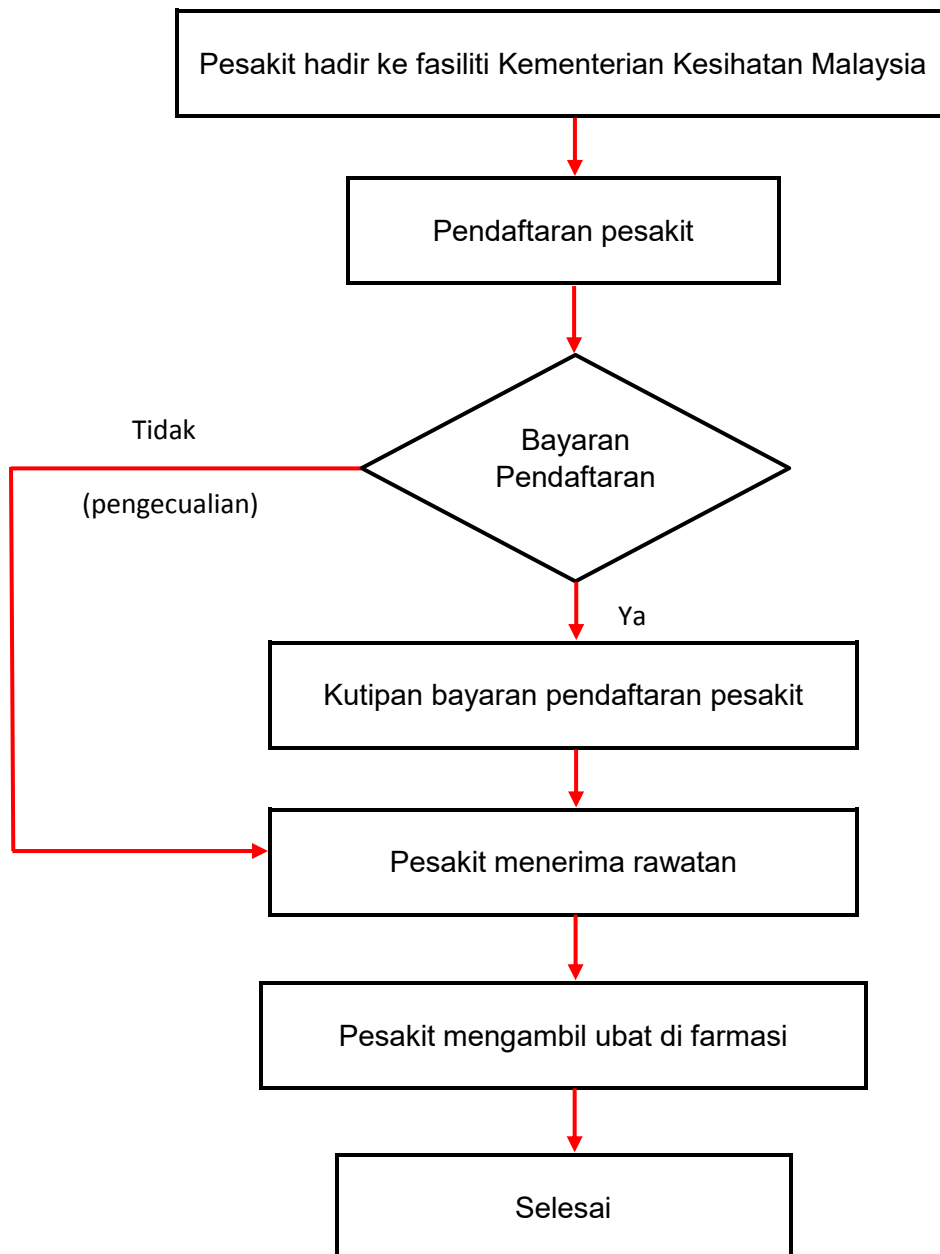 Pesakit hadir ke fasiliti Kementerian Kesihatan Malaysia
Pendaftaran pesakit
Bayaran
Pendaftaran
Tidak
(pengecualian)
Ya
Kutipan bayaran pendaftaran pesakit
Pesakit menerima rawatan
Pesakit mengambil ubat di farmasi
Selesai